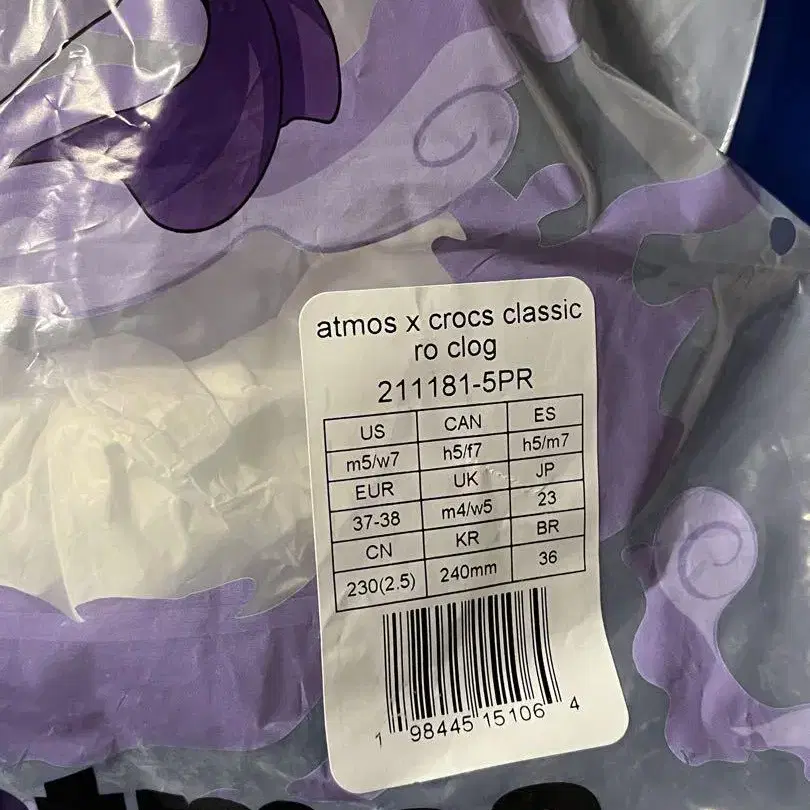 atmos x crocs classic
ro clog
211181-5PR
US CAN ES
m5/w7 h5/f7 h5/m7
EUR UK JP
37-38 m4/w5 23
CN KR BR
230(2.5) 240mm 36
1 98445 15106 4